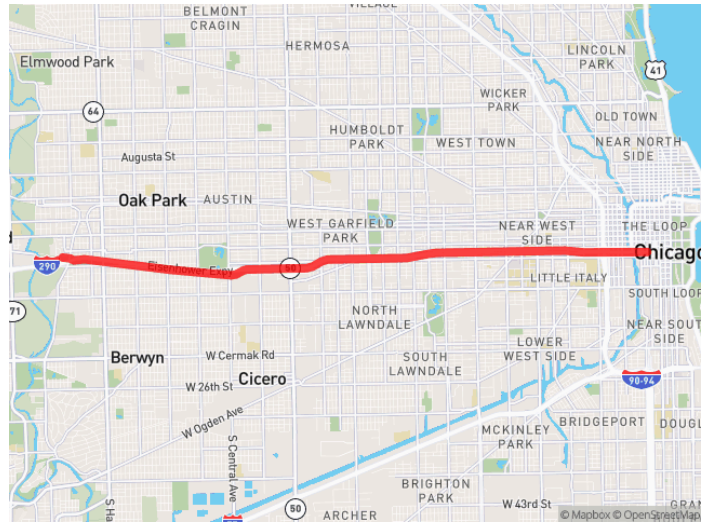 BELMONT
CRAGIN
HERMOSA
LINCOLN
PARK
41
Elmwood Park
WICKER
PARK
64
OLD TOWN
HUMBOLDT
PARK
WEST TOWN
NEAR NORTH
SIDE
Augusta St
Oak Park
AUSTIN
WEST GARFIELD
PARK
NEAR WEST
SIDE
THE LOOP
Chicago
290
Eisenhower Expy
50
LITTLE ITALY
SOUTH LOOP
71
NORTH
LAWNDALE
NEAR SOUTH
SIDE
Berwyn
W Cermak Rd
SOUTH
LAWNDALE
LOWER
WEST SIDE
Cicero
W 26th St
90-94
W Ogden Ave
S Central Ave
MCKINLEY
PARK
BRIDGEPORT
DOUGL
S Ha
BRIGHTON
PARK
W 43rd St
GRAN
50
ARCHER
© Mapbox © OpenStreetMap